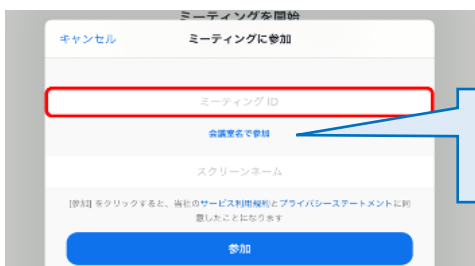 ミーティングを開始
キャンセル
ミーティングに参加
ミーティング ID
会議室名で参加
スクリーンネーム
[参加] をクリックすると、当社のサービス利用規約とプライバシーステートメントに同
意したことになります
参加